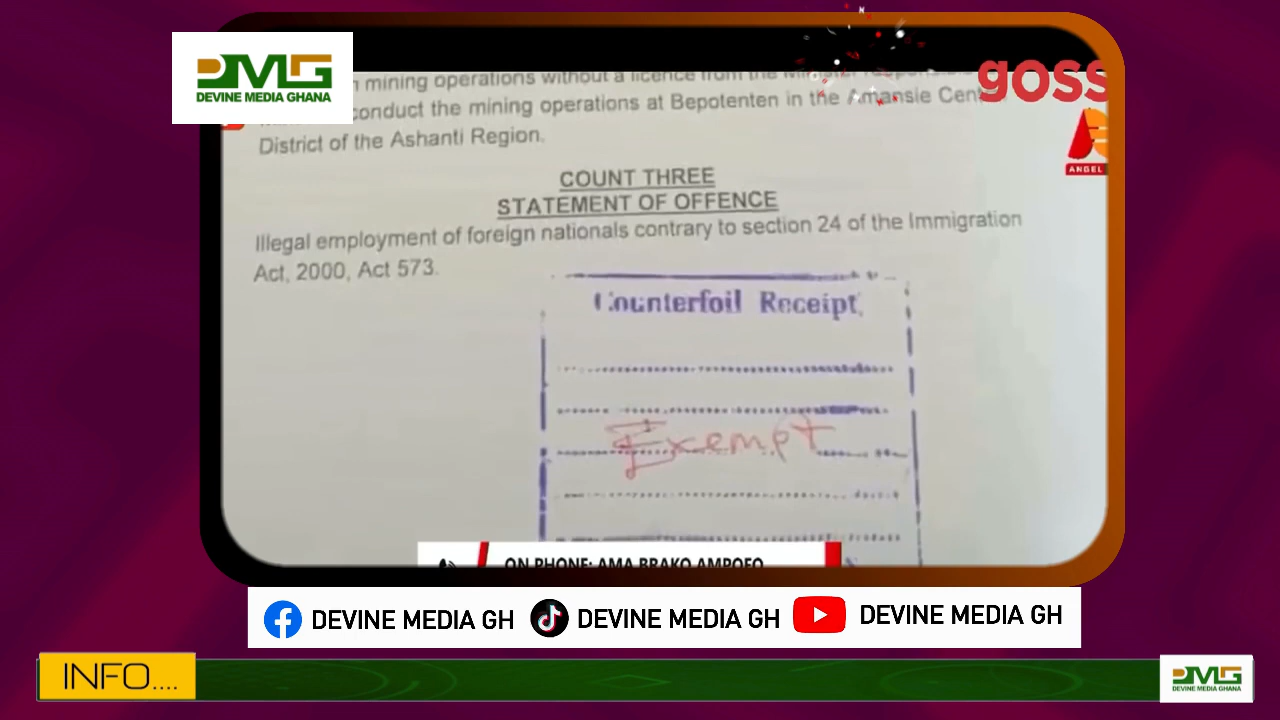 DMG
DEVINE MEDIA GHANA
goss
mining operations without a licence from the Minister
conduct the mining operations at Bepotenten in the Amansie
District of the Ashanti Region.
ANGEL
COUNT THREE
STATEMENT OF OFFENCE
Illegal employment of foreign nationals contrary to section 24 of the Immigration
Act, 2000, Act 573.
Counterfoil Receipt
Exempt
ON PHONE: AMA BRAKO AMPOFO
DEVINE MEDIA GH DEVINE MEDIA GH DEVINE MEDIA GH
INFO....
DMG
DEVINE MEDIA GHANA